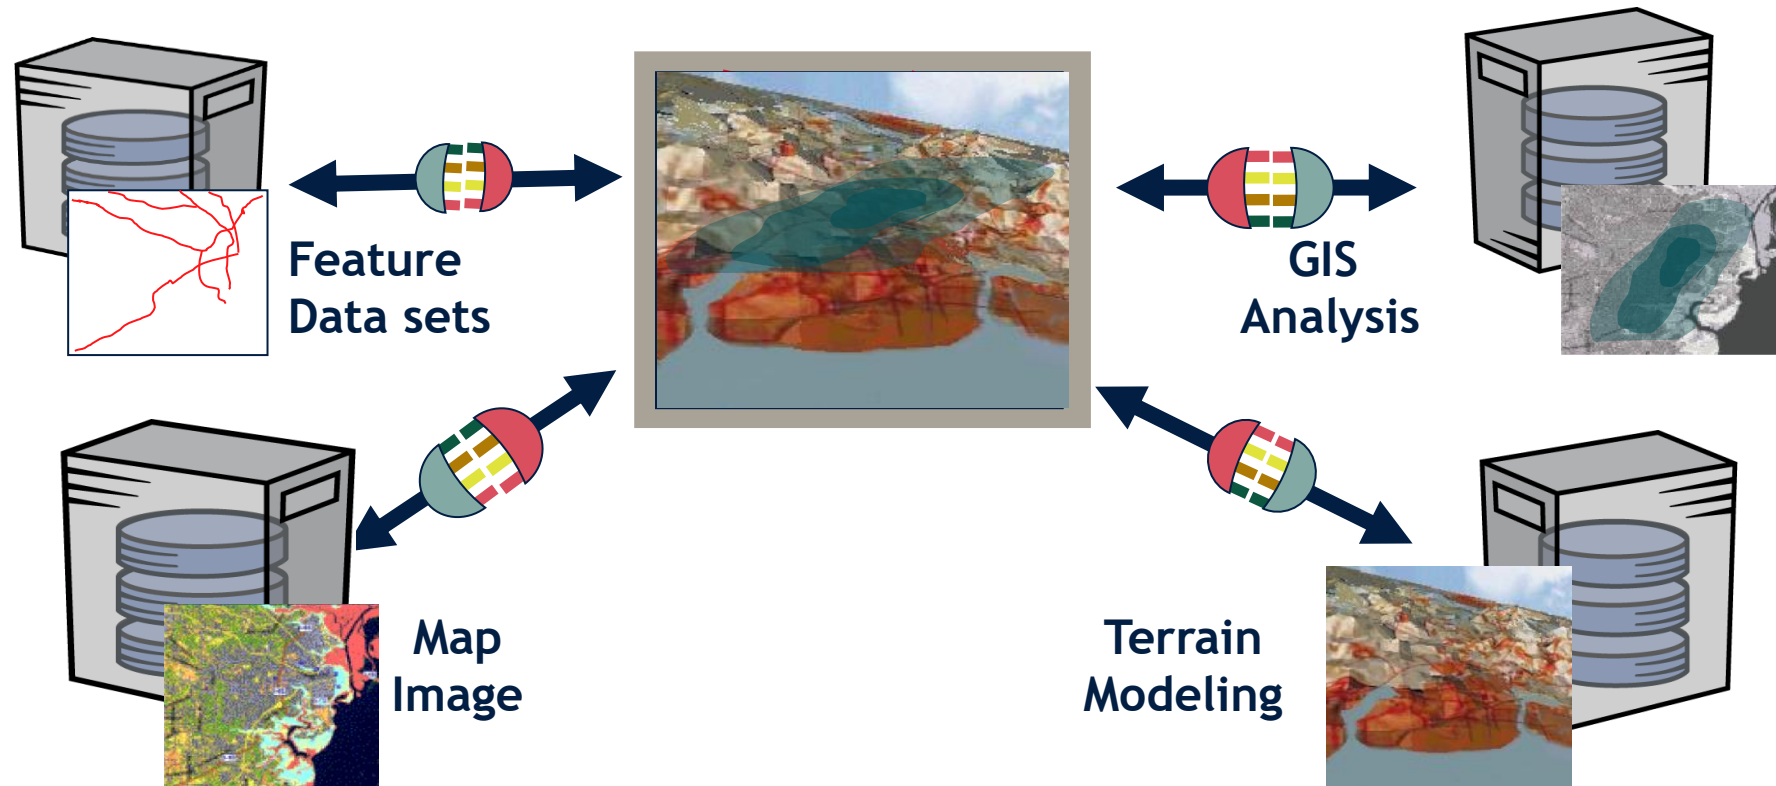 Feature
Data sets
GIS
Analysis
Map
Image
Terrain
Modeling